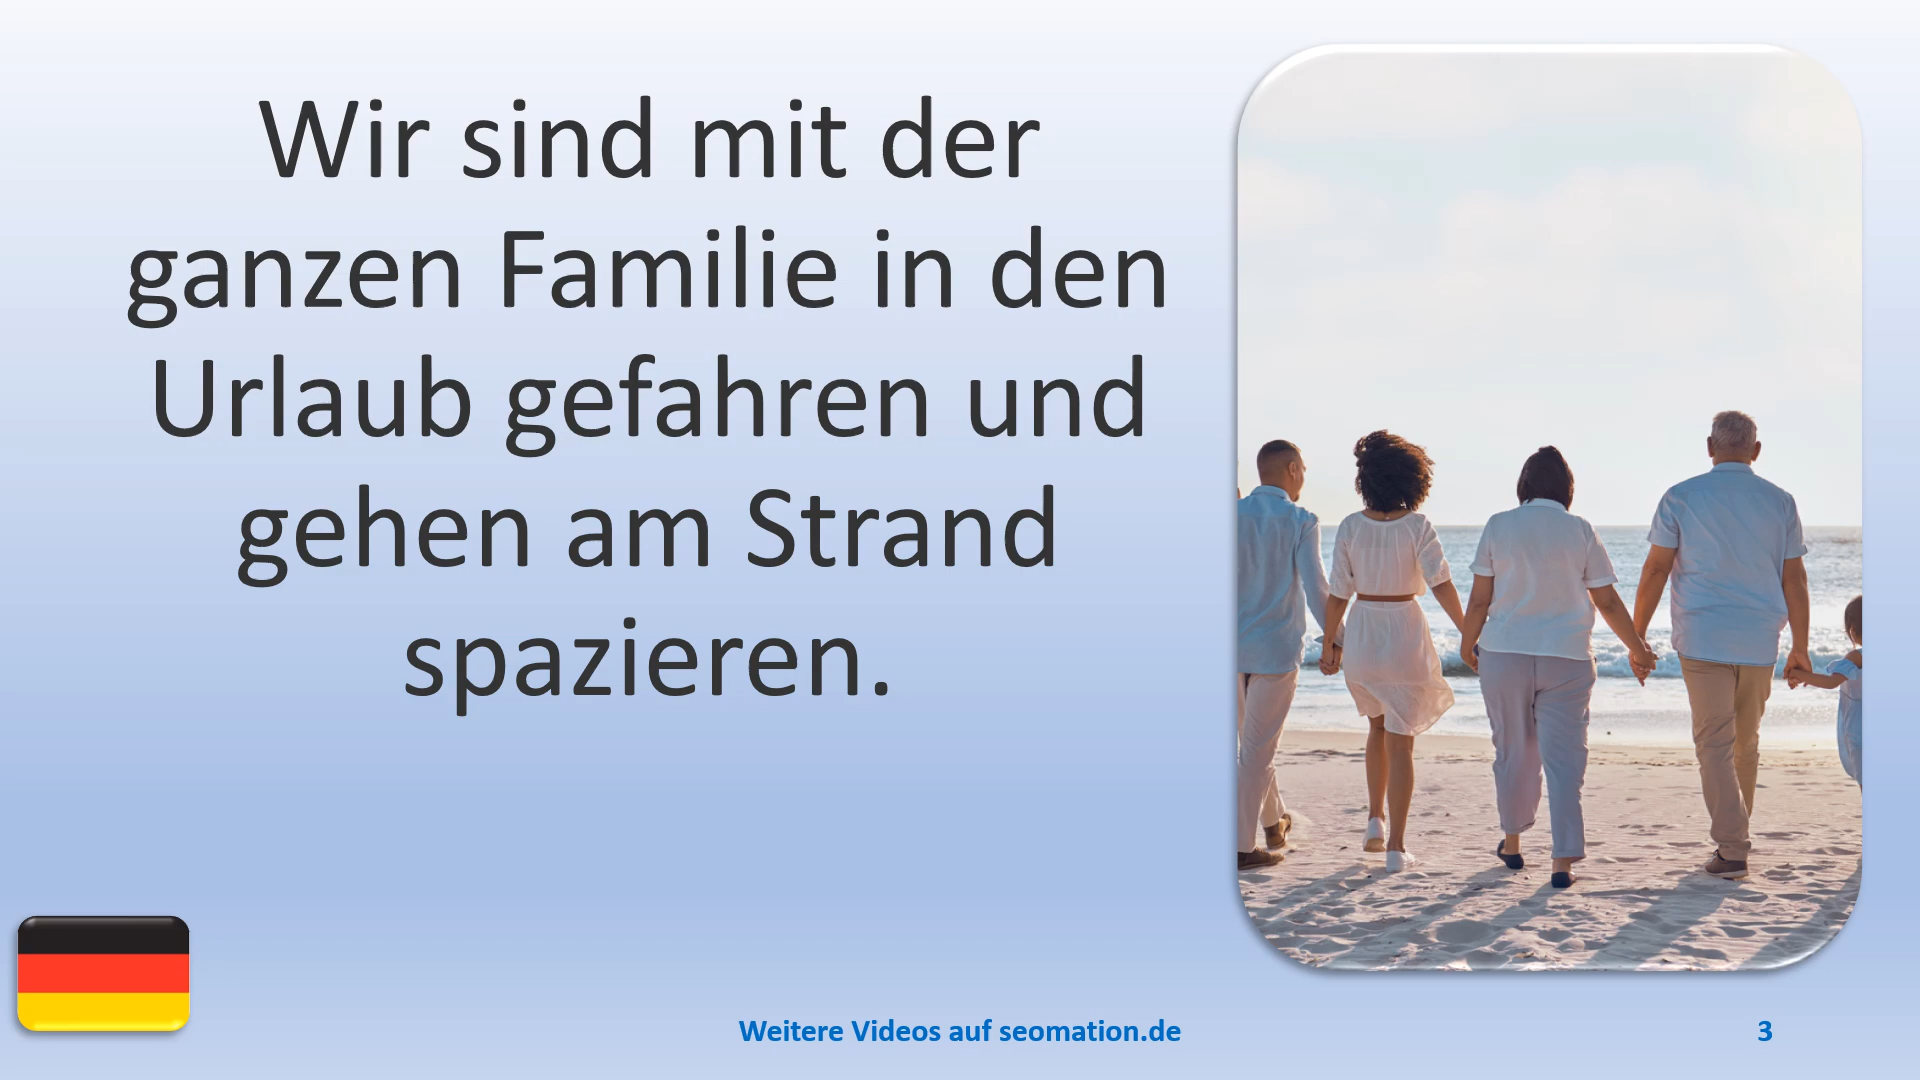 Wir sind mit der
ganzen Familie in den
Urlaub gefahren und
gehen am Strand
spazieren.
Weitere Videos auf seomation.de
3